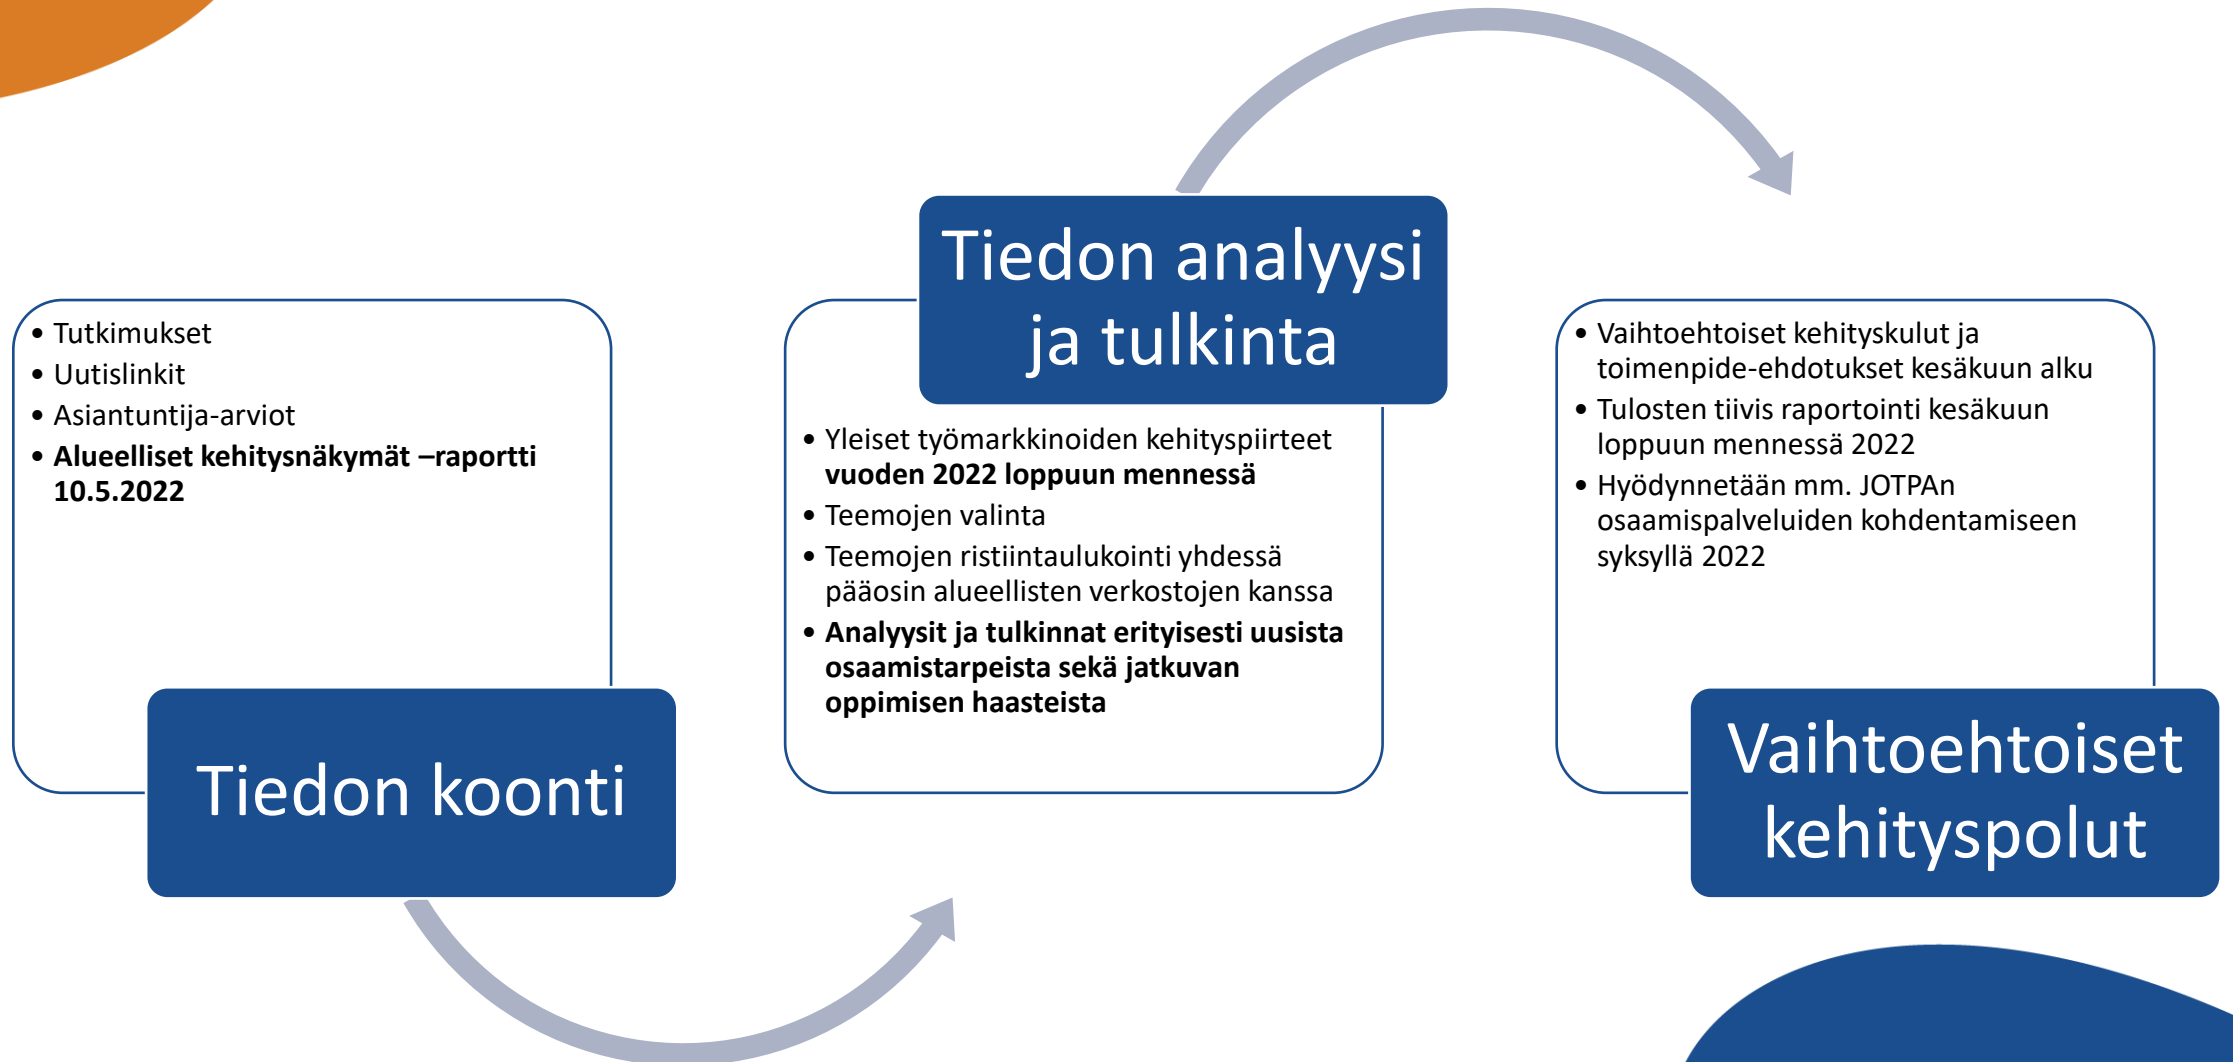 • Tutkimukset
• Uutislinkit
• Asiantuntija-arviot
• Alueelliset kehitysnäkymät –raportti
10.5.2022
Tiedon koonti
Tiedon analyysi
ja tulkinta
• Yleiset työmarkkinoiden kehityspiirteet
vuoden 2022 loppuun mennessä
• Teemojen valinta
• Teemojen ristiintaulukointi yhdessä
pääosin alueellisten verkostojen kanssa
• Analyysit ja tulkinnat erityisesti uusista
osaamistarpeista sekä jatkuvan
oppimisen haasteista
• Vaihtoehtoiset kehityskulut ja
toimenpide-ehdotukset kesäkuun alku
• Tulosten tiivis raportointi kesäkuun
loppuun mennessä 2022
• Hyödynnetään mm. JOTPAn
osaamispalveluiden kohdentamiseen
syksyllä 2022
Vaihtoehtoiset
kehityspolut